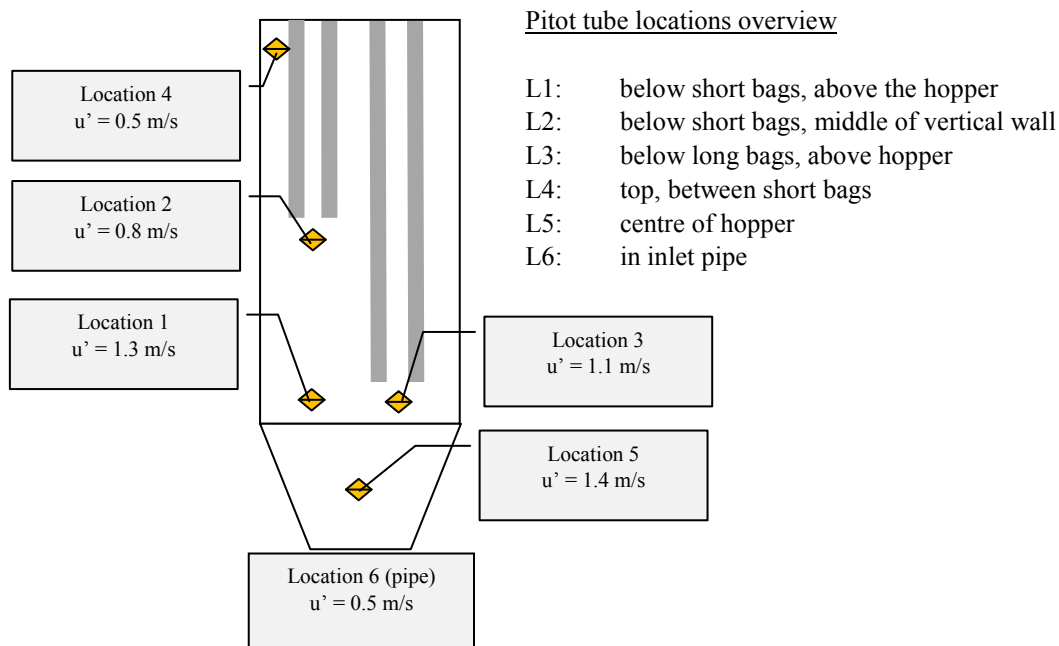 Pitot tube locations overview
L1: below short bags, above the hopper
L2: below short bags, middle of vertical wall
L3: below long bags, above hopper
L4: top, between short bags
L5: centre of hopper
L6: in inlet pipe
Location 4
u’ = 0.5 m/s
Location 2
u’ = 0.8 m/s
Location 1
u’ = 1.3 m/s
Location 3
u’ = 1.1 m/s
Location 5
u’ = 1.4 m/s
Location 6 (pipe)
u’ = 0.5 m/s